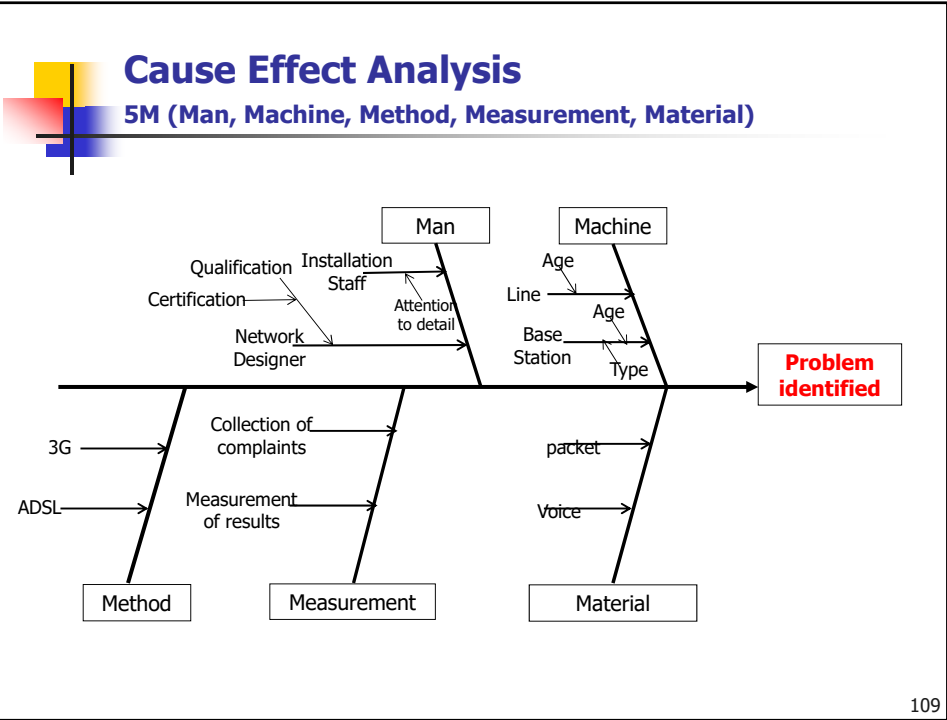 Cause Effect Analysis
5M (Man, Machine, Method, Measurement, Material)
Man
Machine
Qualification
Installation
Staff
Age
Certification
Attention
to detail
Line
Age
Network
Designer
Base
Station
Type
Problem
identified
Collection of
complaints
3G
packet
ADSL
Measurement
of results
Voice
Method
Measurement
Material
109